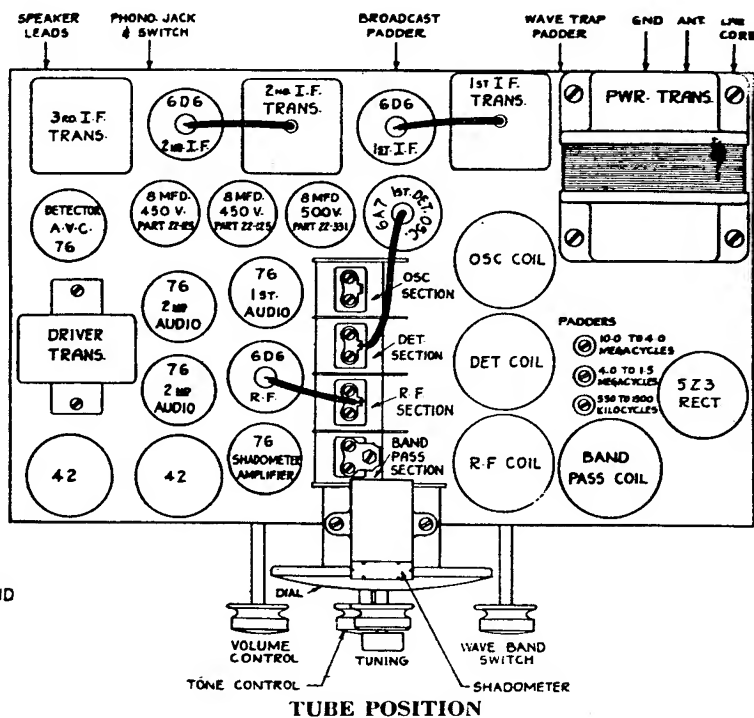 SPEAKER
LEADS
PHONO. JACK
& SWITCH
BROADCAST
PADDER
WAVE TRAP
PADDER
GND
ANT.
LINE
CORE
3RD. I.F.
TRANS.
6D6
2ND I.F.
2ND I.F.
TRANS.
6D6
1ST. I.F.
1ST I.F.
TRANS.
PWR. TRANS.
DETECTOR
A.V.C.
76
8 MFD.
450 V.
PART 22-125
8 MFD.
450 V.
PART 22-125
8 MFD
500V.
PART 22-331
6A7 1ST. DET. OSC.
OSC COIL
76
2ND
AUDIO
76
1ST.
AUDIO
OSC
SECTION
DRIVER
TRANS.
DET.
SECTION
DET COIL
PADDERS
10.0 TO 4.0
MEGACYCLES
4.0 TO 1.5
MEGACYCLES
550 TO 1500
KILOCYCLES
5Z3
RECT
76
2ND
AUDIO
6D6
R.F.
R.F
SECTION
42
42
76
SHADOMETER
AMPLIFIER
BAND
PASS
SECTION
R.F COIL
BAND
PASS COIL
ND
DIAL
VOLUME
CONTROL
TONE CONTROL
TUNING
WAVE BAND
SWITCH
SHADOMETER
TUBE POSITION